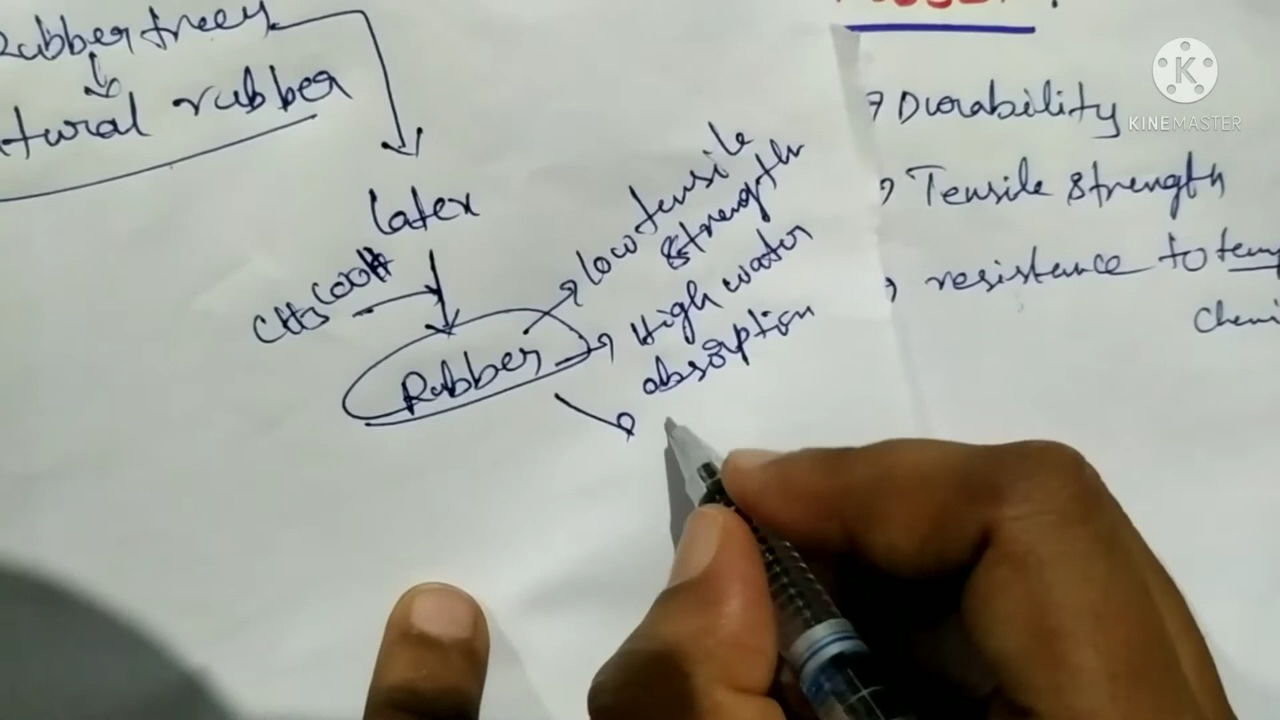 Rubber trees
tural rubber
latex
CH3COOH
Rubber
low tensile
strength
High water
absorption
Durability
Tensile Strength
resistance to tem
Chemi
KINEMASTER